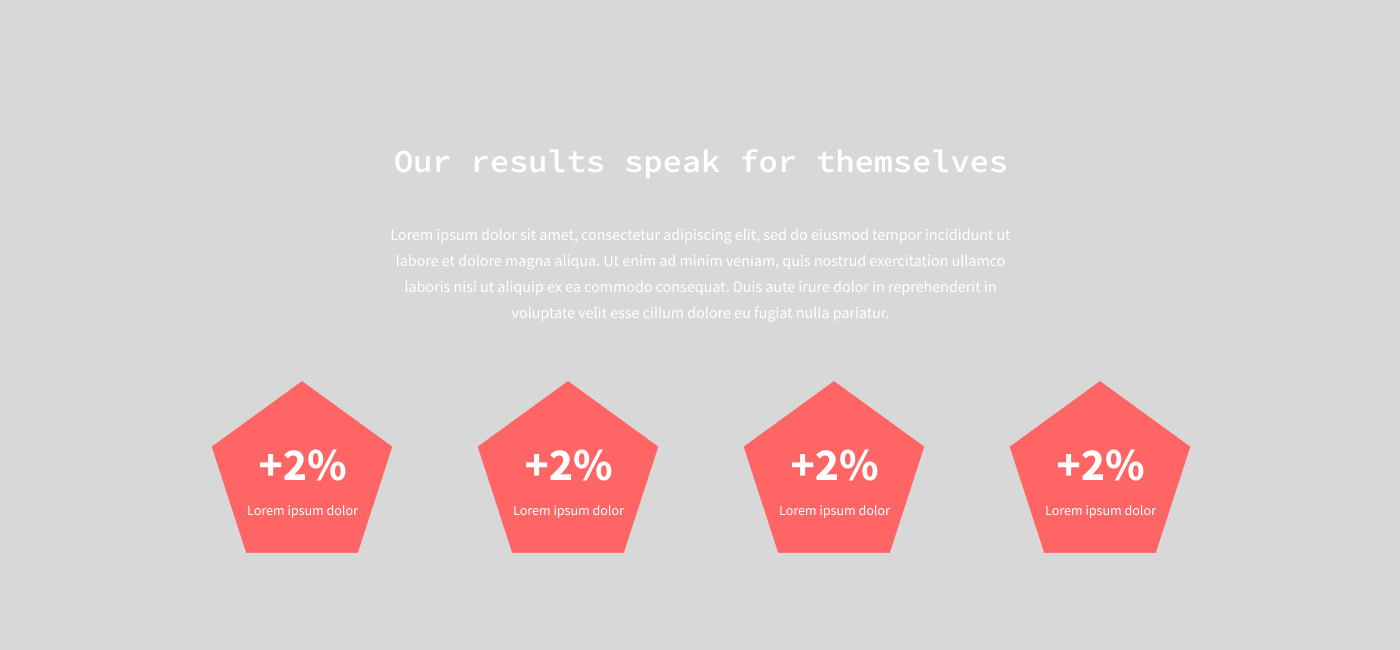 Our results speak for themselves
Lorem ipsum dolor sit amet, consectetur adipiscing elit, sed do eiusmod tempor incididunt ut
labore et dolore magna aliqua. Ut enim ad minim veniam, quis nostrud exercitation ullamco
laboris nisi ut aliquip ex ea commodo consequat. Duis aute irure dolor in reprehenderit in
voluptate velit esse cillum dolore eu fugiat nulla pariatur.
+2%
Lorem ipsum dolor
+2%
Lorem ipsum dolor
+2%
Lorem ipsum dolor
+2%
Lorem ipsum dolor